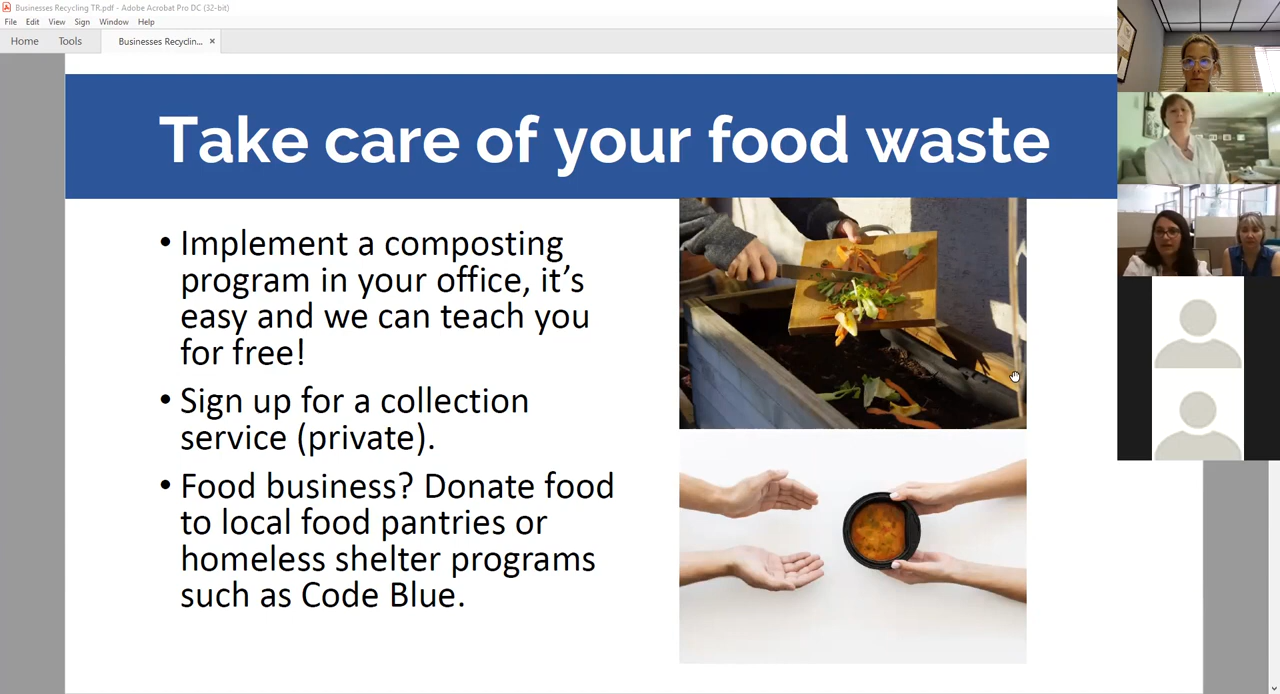 Businesses Recycling TR.pdf - Adobe Acrobat Pro DC (32-bit)
File Edit View Sign Window Help
Home Tools Businesses Recyclin... ×
Take care of your food waste
• Implement a composting
program in your office, it’s
easy and we can teach you
for free!
• Sign up for a collection
service (private).
• Food business? Donate food
to local food pantries or
homeless shelter programs
such as Code Blue.